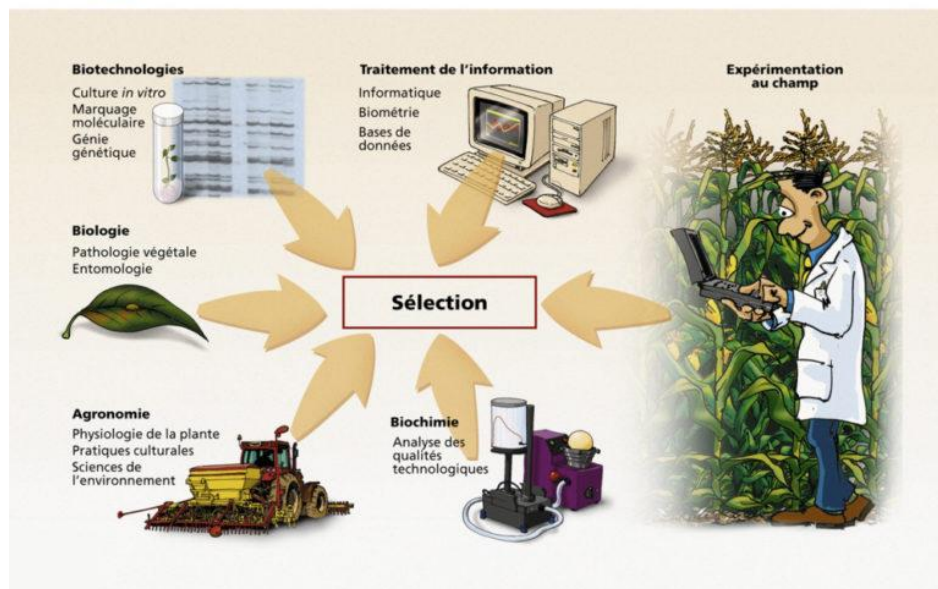 Biotechnologies
Culture in vitro
Marquage
moléculaire
Génie
génétique
Traitement de l’information
Informatique
Biométrie
Bases de
données
Expérimentation
au champ
Biologie
Pathologie végétale
Entomologie
Sélection
Agronomie
Physiologie de la plante
Pratiques culturales
Sciences de
l’environnement
Biochimie
Analyse des
qualités
technologiques